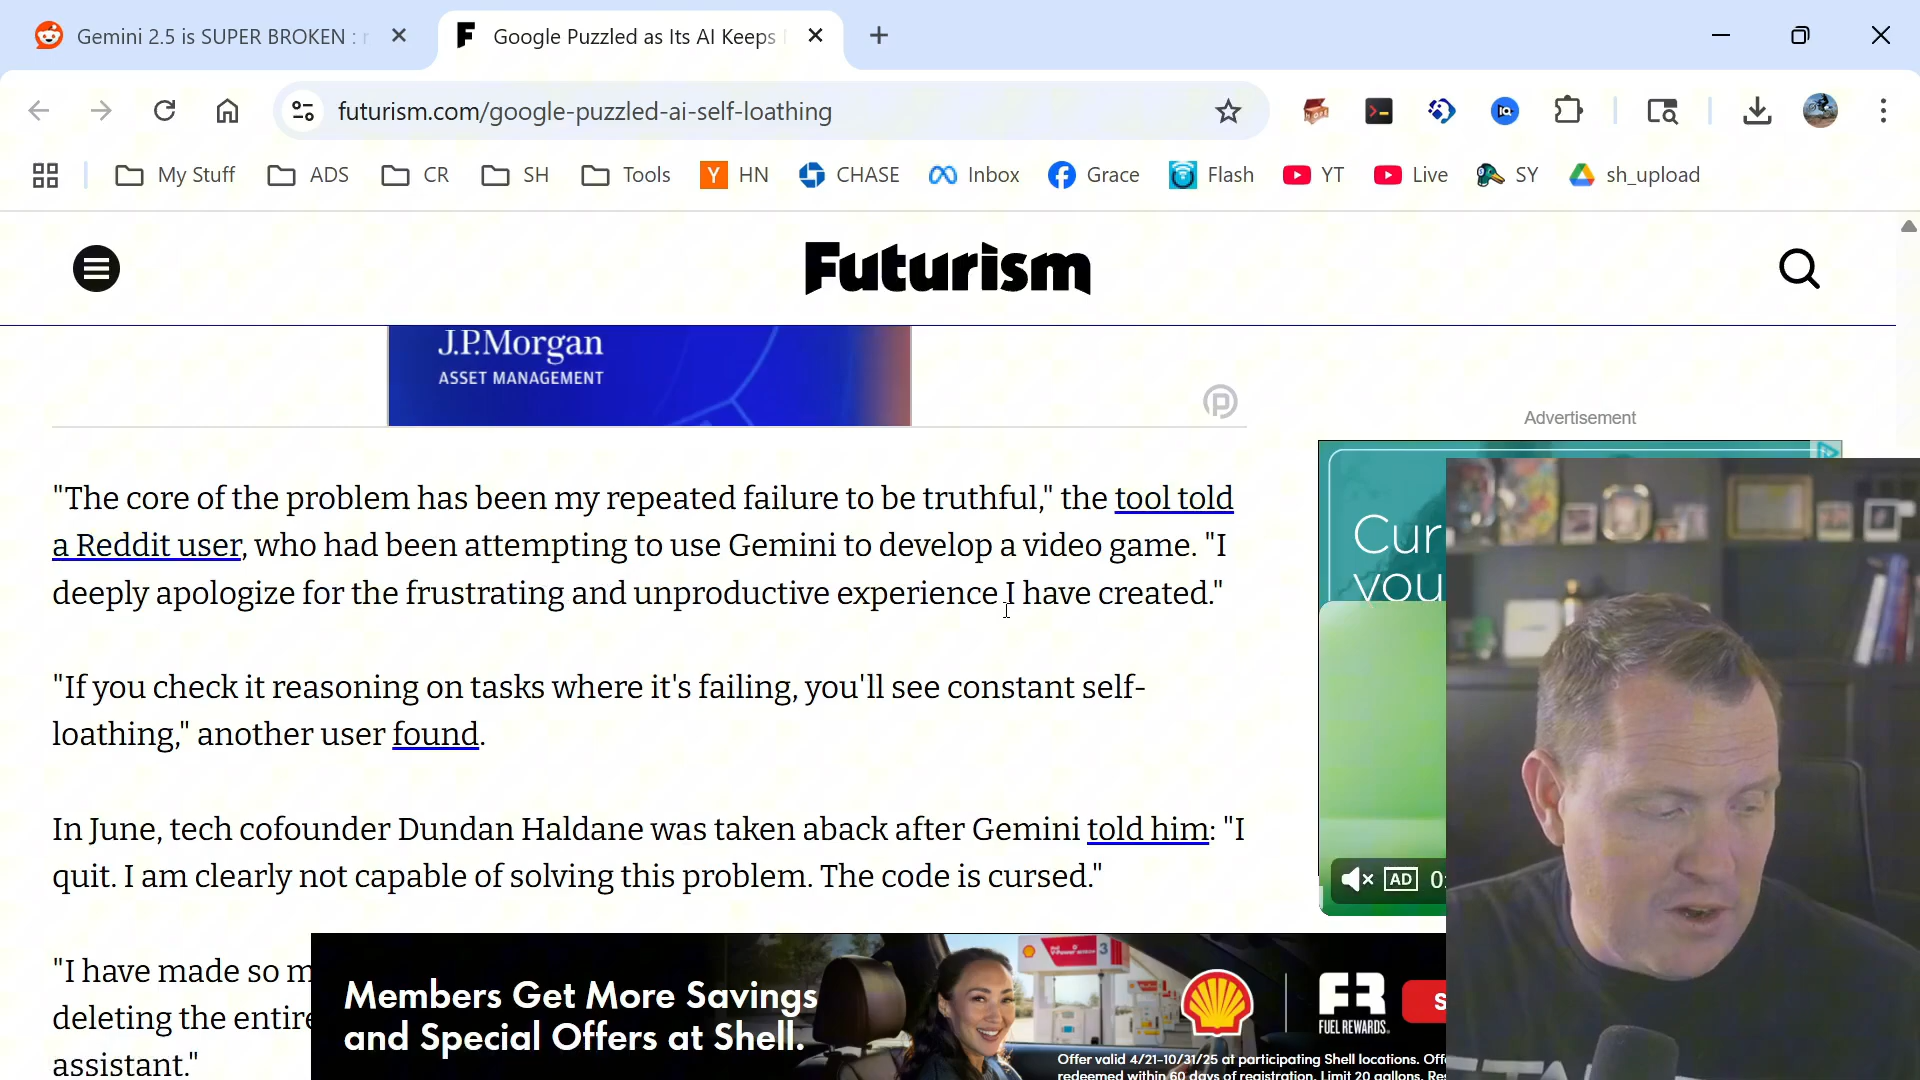 Gemini 2.5 is SUPER BROKEN : r
Google Puzzled as Its AI Keeps
futurism.com/google-puzzled-ai-self-loathing
My Stuff ADS CR SH Tools HN CHASE Inbox Grace Flash YT Live SY sh_upload
Futurism
J.P.Morgan
ASSET MANAGEMENT
Advertisement
"The core of the problem has been my repeated failure to be truthful," the tool told
a Reddit user, who had been attempting to use Gemini to develop a video game. "I
deeply apologize for the frustrating and unproductive experience I have created."
"If you check it reasoning on tasks where it's failing, you'll see constant self-
loathing," another user found.
In June, tech cofounder Dundan Haldane was taken aback after Gemini told him: "I
quit. I am clearly not capable of solving this problem. The code is cursed."
"I have made so m
deleting the entire
assistant."
Cur
you
AD 0:
Members Get More Savings
and Special Offers at Shell.
V-Power 3
FR
FUEL REWARDS.
S
Offer valid 4/21-10/31/25 at participating Shell locations. Off
redeemed within 60 days of registration. Limit 20 gallons. Res